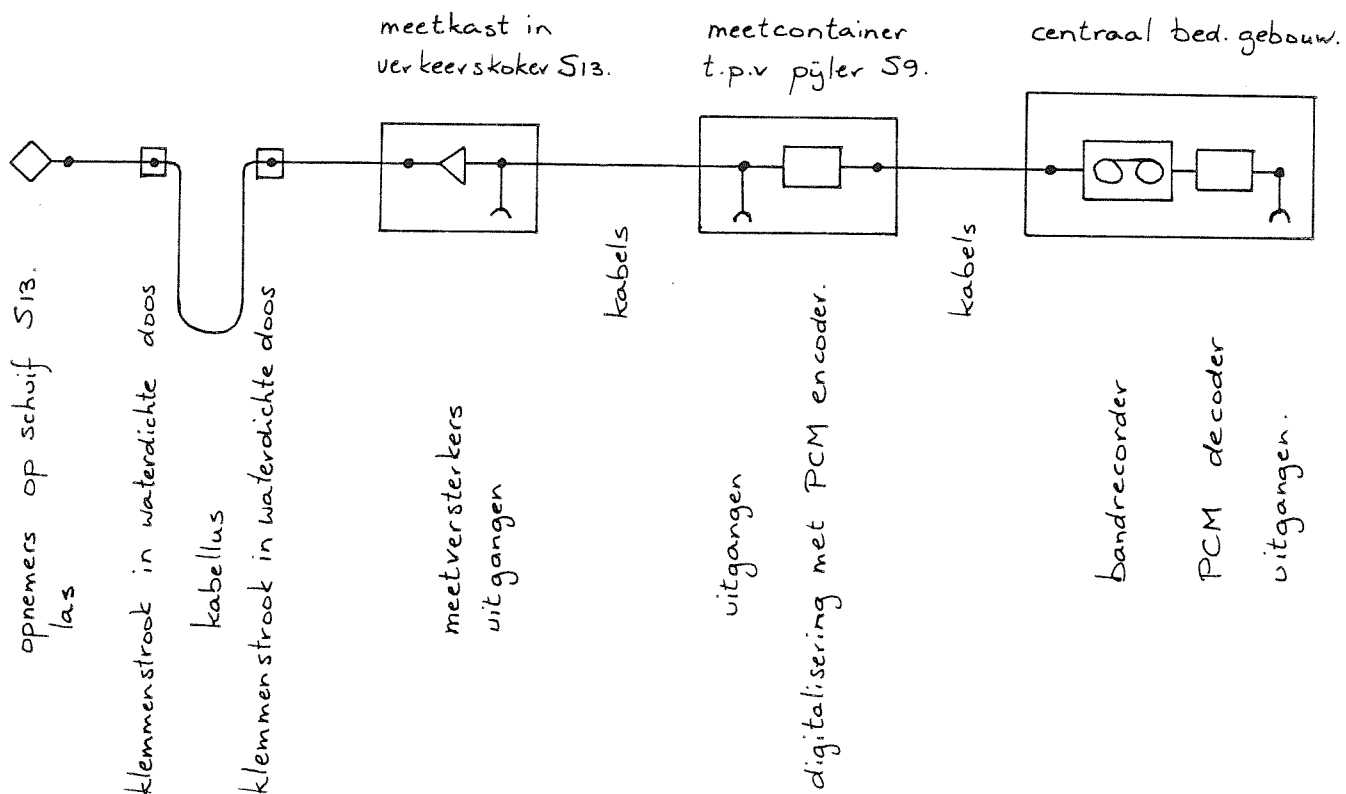 meetkast in
verkeerskoker S13.
meetcontainer
t.p.v pijler S9.
centraal bed. gebouw.
opnemers op schuif S13.
las
klemmenstrook in waterdichte doos
kabellus
klemmenstrook in waterdichte doos
meetversterkers
uitgangen
kabels
uitgangen
digitalisering met PCM encoder.
kabels
bandrecorder
PCM decoder
uitgangen.